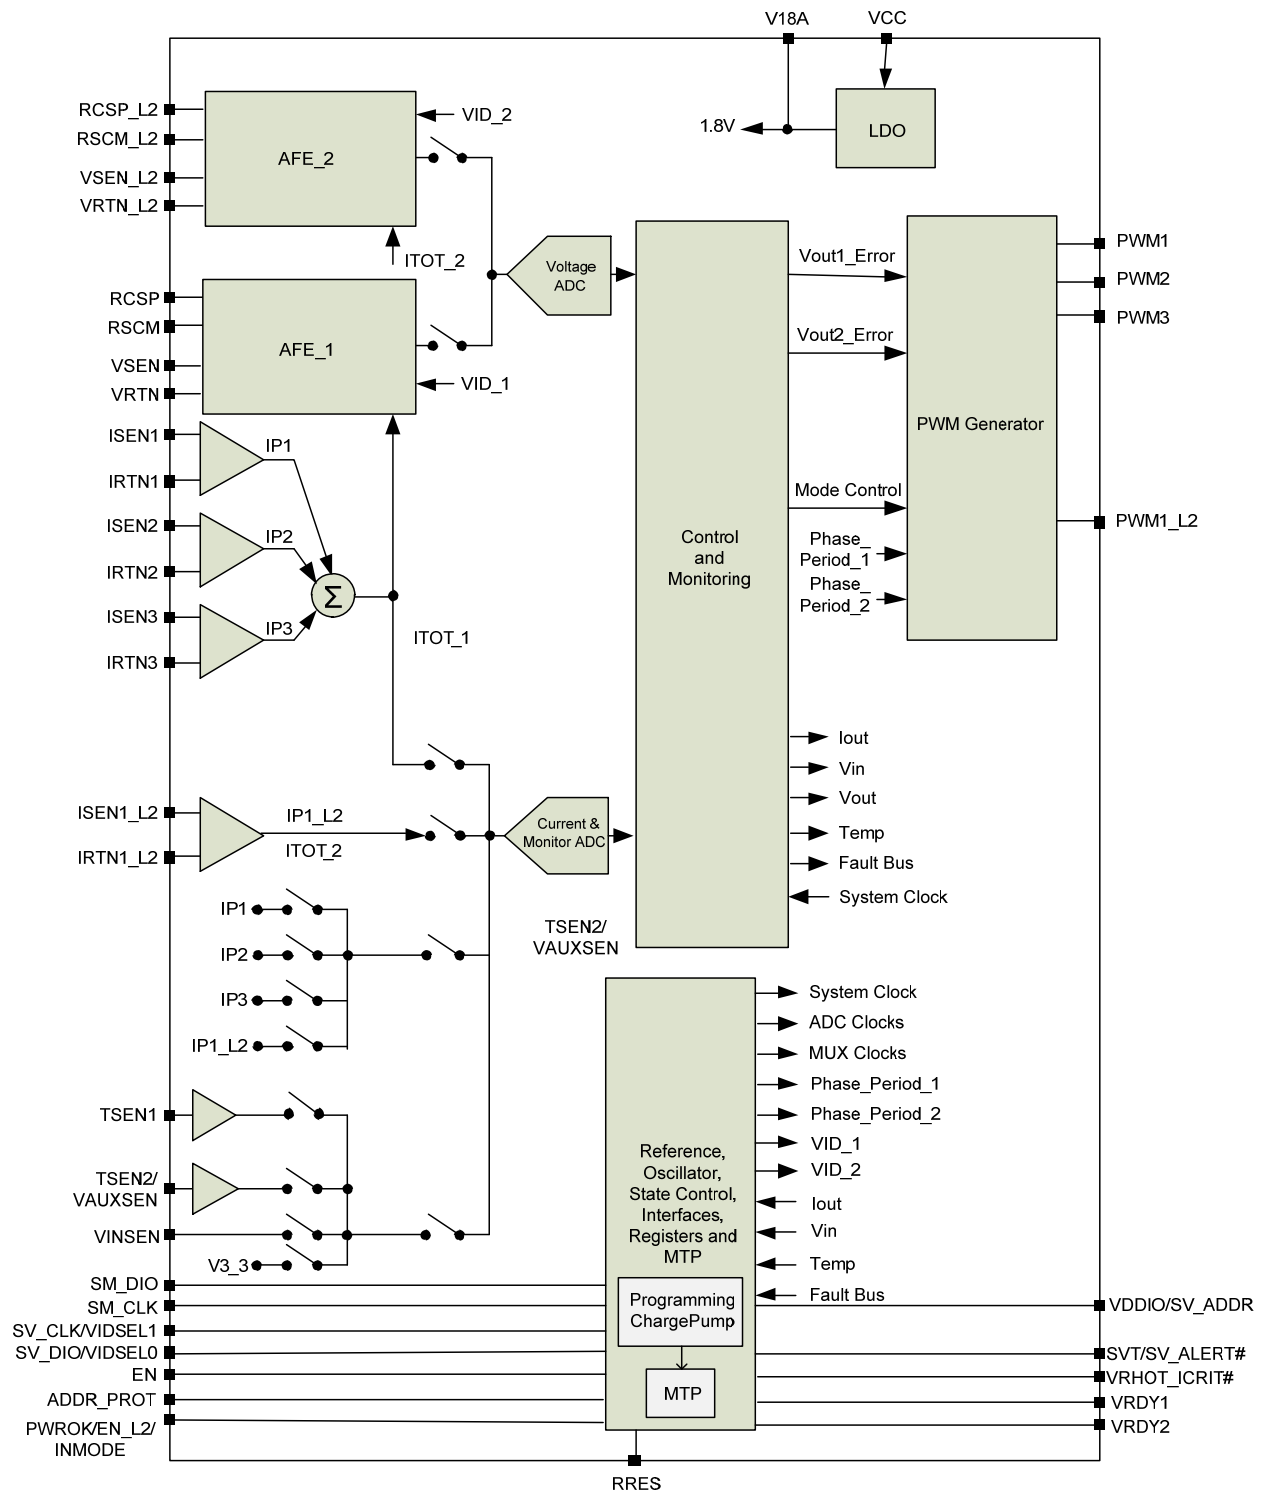 V18A
VCC
RCSP_L2
RSCM_L2
VSEN_L2
VRTN_L2
AFE_2
VID_2
ITOT_2
1.8V
LDO
RCSP
RSCM
VSEN
VRTN
AFE_1
VID_1
Voltage
ADC
Control
and
Monitoring
Vout1_Error
Vout2_Error
Mode Control
Phase_
Period_1
Phase_
Period_2
PWM Generator
PWM1
PWM2
PWM3
PWM1_L2
ISEN1
IRTN1
IP1
ISEN2
IRTN2
IP2
ISEN3
IRTN3
IP3
Σ
ITOT_1
ISEN1_L2
IRTN1_L2
IP1_L2
ITOT_2
Current &
Monitor ADC
TSEN2/
VAUXSEN
Iout
Vin
Vout
Temp
Fault Bus
System Clock
IP1
IP2
IP3
IP1_L2
TSEN1
TSEN2/
VAUXSEN
VINSEN
V3_3
SM_DIO
SM_CLK
SV_CLK/VIDSEL1
SV_DIO/VIDSEL0
EN
ADDR_PROT
PWROK/EN_L2/
INMODE
Reference,
Oscillator,
State Control,
Interfaces,
Registers and
MTP
Programming
ChargePump
MTP
System Clock
ADC Clocks
MUX Clocks
Phase_Period_1
Phase_Period_2
VID_1
VID_2
Iout
Vin
Temp
Fault Bus
VDDIO/SV_ADDR
SVT/SV_ALERT#
VRHOT_ICRIT#
VRDY1
VRDY2
RRES